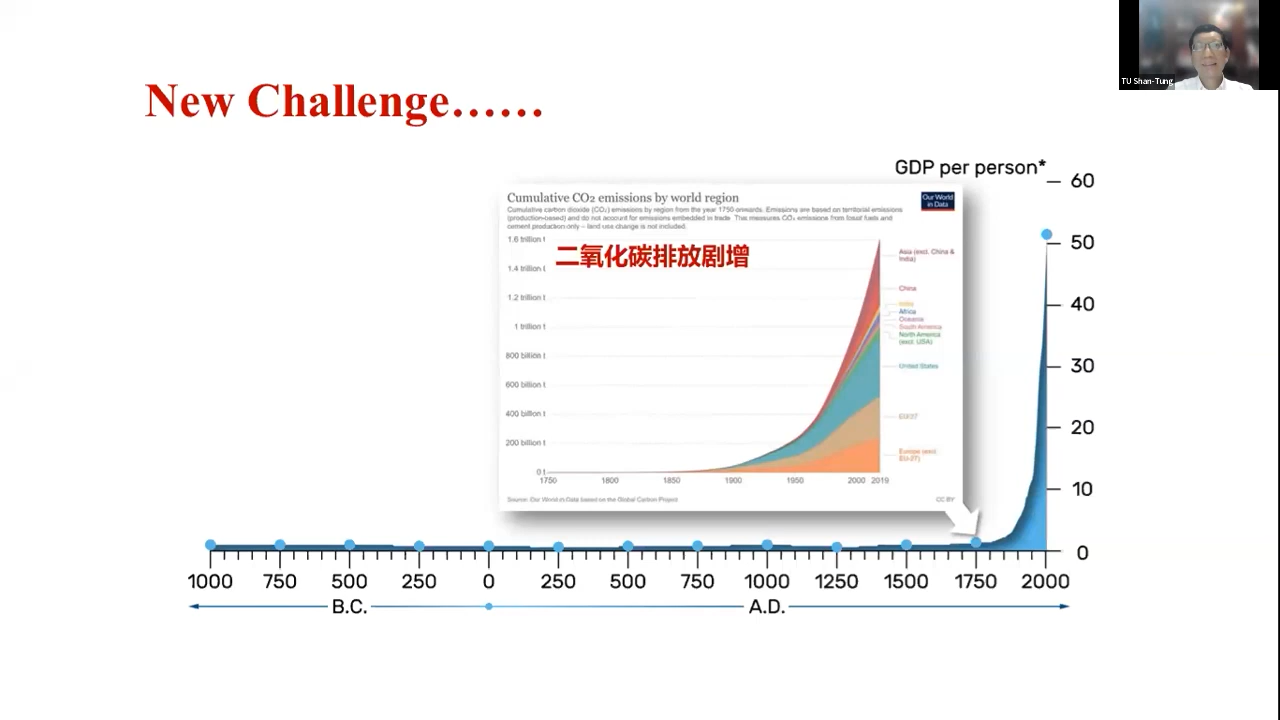 TU Shan-Tung
New Challenge……
GDP per person*
60
50
40
30
20
10
0
Cumulative CO₂ emissions by world region
Our World
in Data
Cumulative carbon dioxide (CO₂) emissions by region from the year 1750 onwards. Emissions are based on territorial emissions
(production-based) and do not account for emissions embedded in trade. This measures CO₂ emissions from fossil fuels and
cement production only – land use change is not included.
二氧化碳排放剧增
1.6 trillion t
1.4 trillion t
1.2 trillion t
1 trillion t
800 billion t
600 billion t
400 billion t
200 billion t
0 t
1750 1800 1850 1900 1950 2000 2019
Asia (excl. China &
India)
China
India
Africa
Oceania
South America
North America
(excl. USA)
United States
EU-27
Europe (excl.
EU-27)
Source: Our World in Data based on the Global Carbon Project
CC BY
1000 750 500 250 0 250 500 750 1000 1250 1500 1750 2000
B.C. A.D.